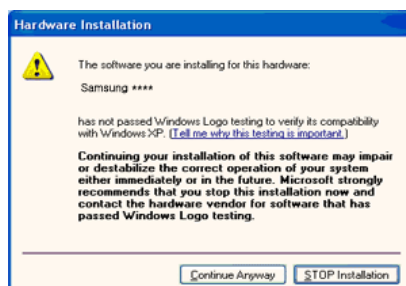 Hardware Installation
The software you are installing for this hardware:
Samsung ****
has not passed Windows Logo testing to verify its compatibility
with Windows XP. (Tell me why this testing is important.)
Continuing your installation of this software may impair
or destabilize the correct operation of your system
either immediately or in the future. Microsoft strongly
recommends that you stop this installation now and
contact the hardware vendor for software that has
passed Windows Logo testing.
Continue Anyway STOP Installation